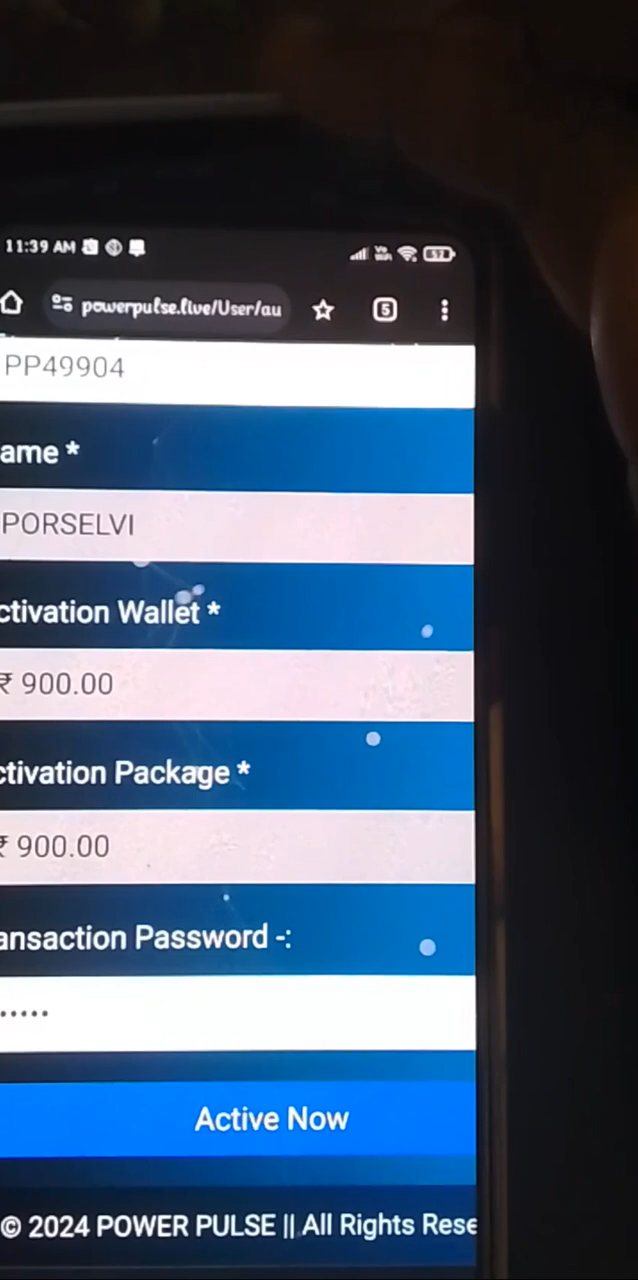 11:39 AM
57
powerpulse.live/User/au
5
PP49904
ame *
PORSELVI
ctivation Wallet *
₹ 900.00
ctivation Package *
₹ 900.00
ansaction Password -:
•••••
Active Now
© 2024 POWER PULSE || All Rights Rese